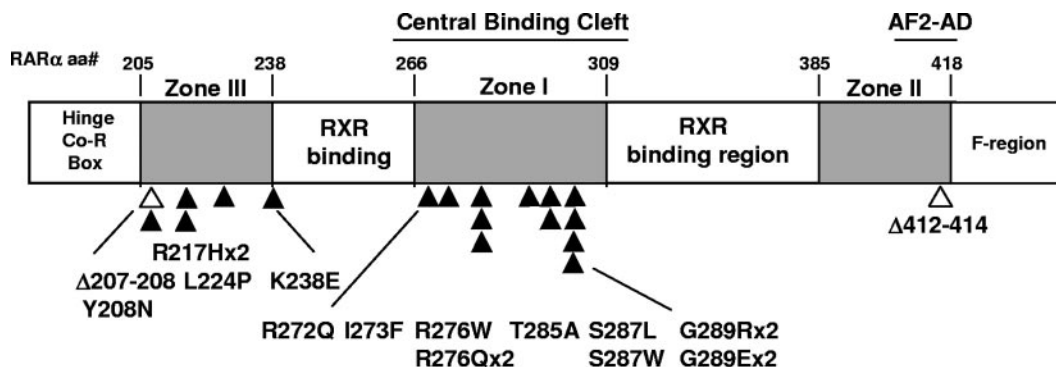 Central Binding Cleft AF2-AD
RARα aa# 205 238 266 309 385 418
Zone III Zone I Zone II
Hinge
Co-R
Box
RXR
binding
RXR
binding region
F-region
R217Hx2
Δ207-208 L224P K238E
Y208N
Δ412-414
R272Q I273F R276W T285A S287L G289Rx2
R276Qx2 S287W G289Ex2